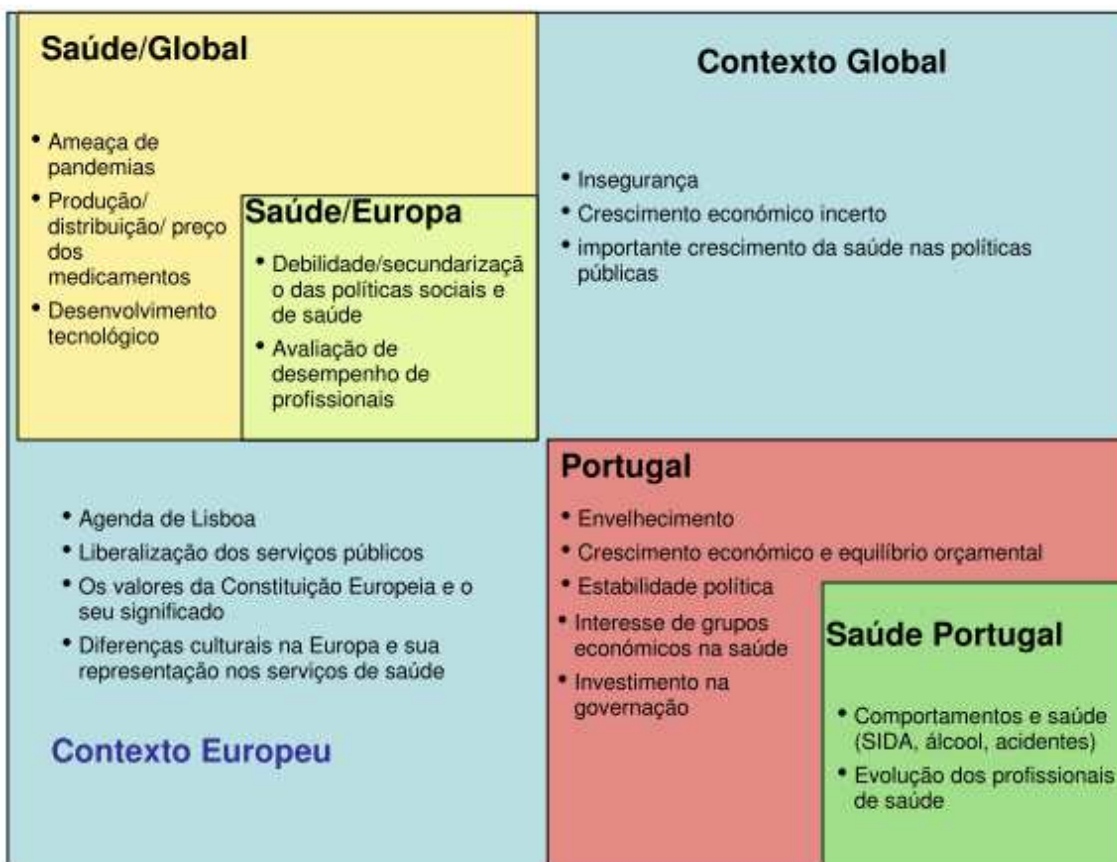 Saúde/Global
• Ameaça de
pandemias
• Produção/
distribuição/ preço
dos
medicamentos
• Desenvolvimento
tecnológico
Saúde/Europa
• Debilidade/secundarizaçã
o das políticas sociais e
de saúde
• Avaliação de
desempenho de
profissionais
Contexto Global
• Insegurança
• Crescimento económico incerto
• importante crescimento da saúde nas políticas
públicas
• Agenda de Lisboa
• Liberalização dos serviços públicos
• Os valores da Constituição Europeia e o
seu significado
• Diferenças culturais na Europa e sua
representação nos serviços de saúde
Contexto Europeu
Portugal
• Envelhecimento
• Crescimento económico e equilíbrio orçamental
• Estabilidade política
• Interesse de grupos
económicos na saúde
• Investimento na
governação
Saúde Portugal
• Comportamentos e saúde
(SIDA, álcool, acidentes)
• Evolução dos profissionais
de saúde